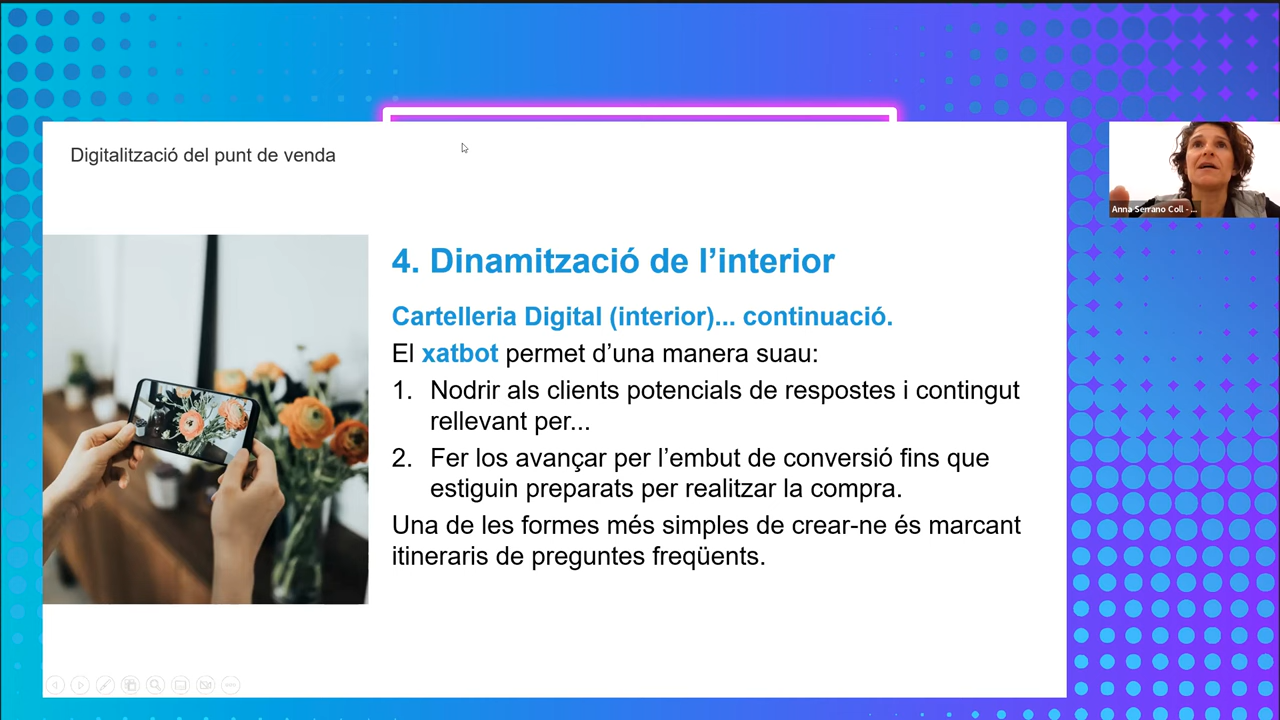 Digitalització del punt de venda
Anna Serrano Coll - ...
4. Dinamització de l’interior
Cartelleria Digital (interior)... continuació.
El xatbot permet d’una manera suau:
1. Nodrir als clients potencials de respostes i contingut
rellevant per...
2. Fer los avançar per l’embut de conversió fins que
estiguin preparats per realitzar la compra.
Una de les formes més simples de crear-ne és marcant
itineraris de preguntes freqüents.